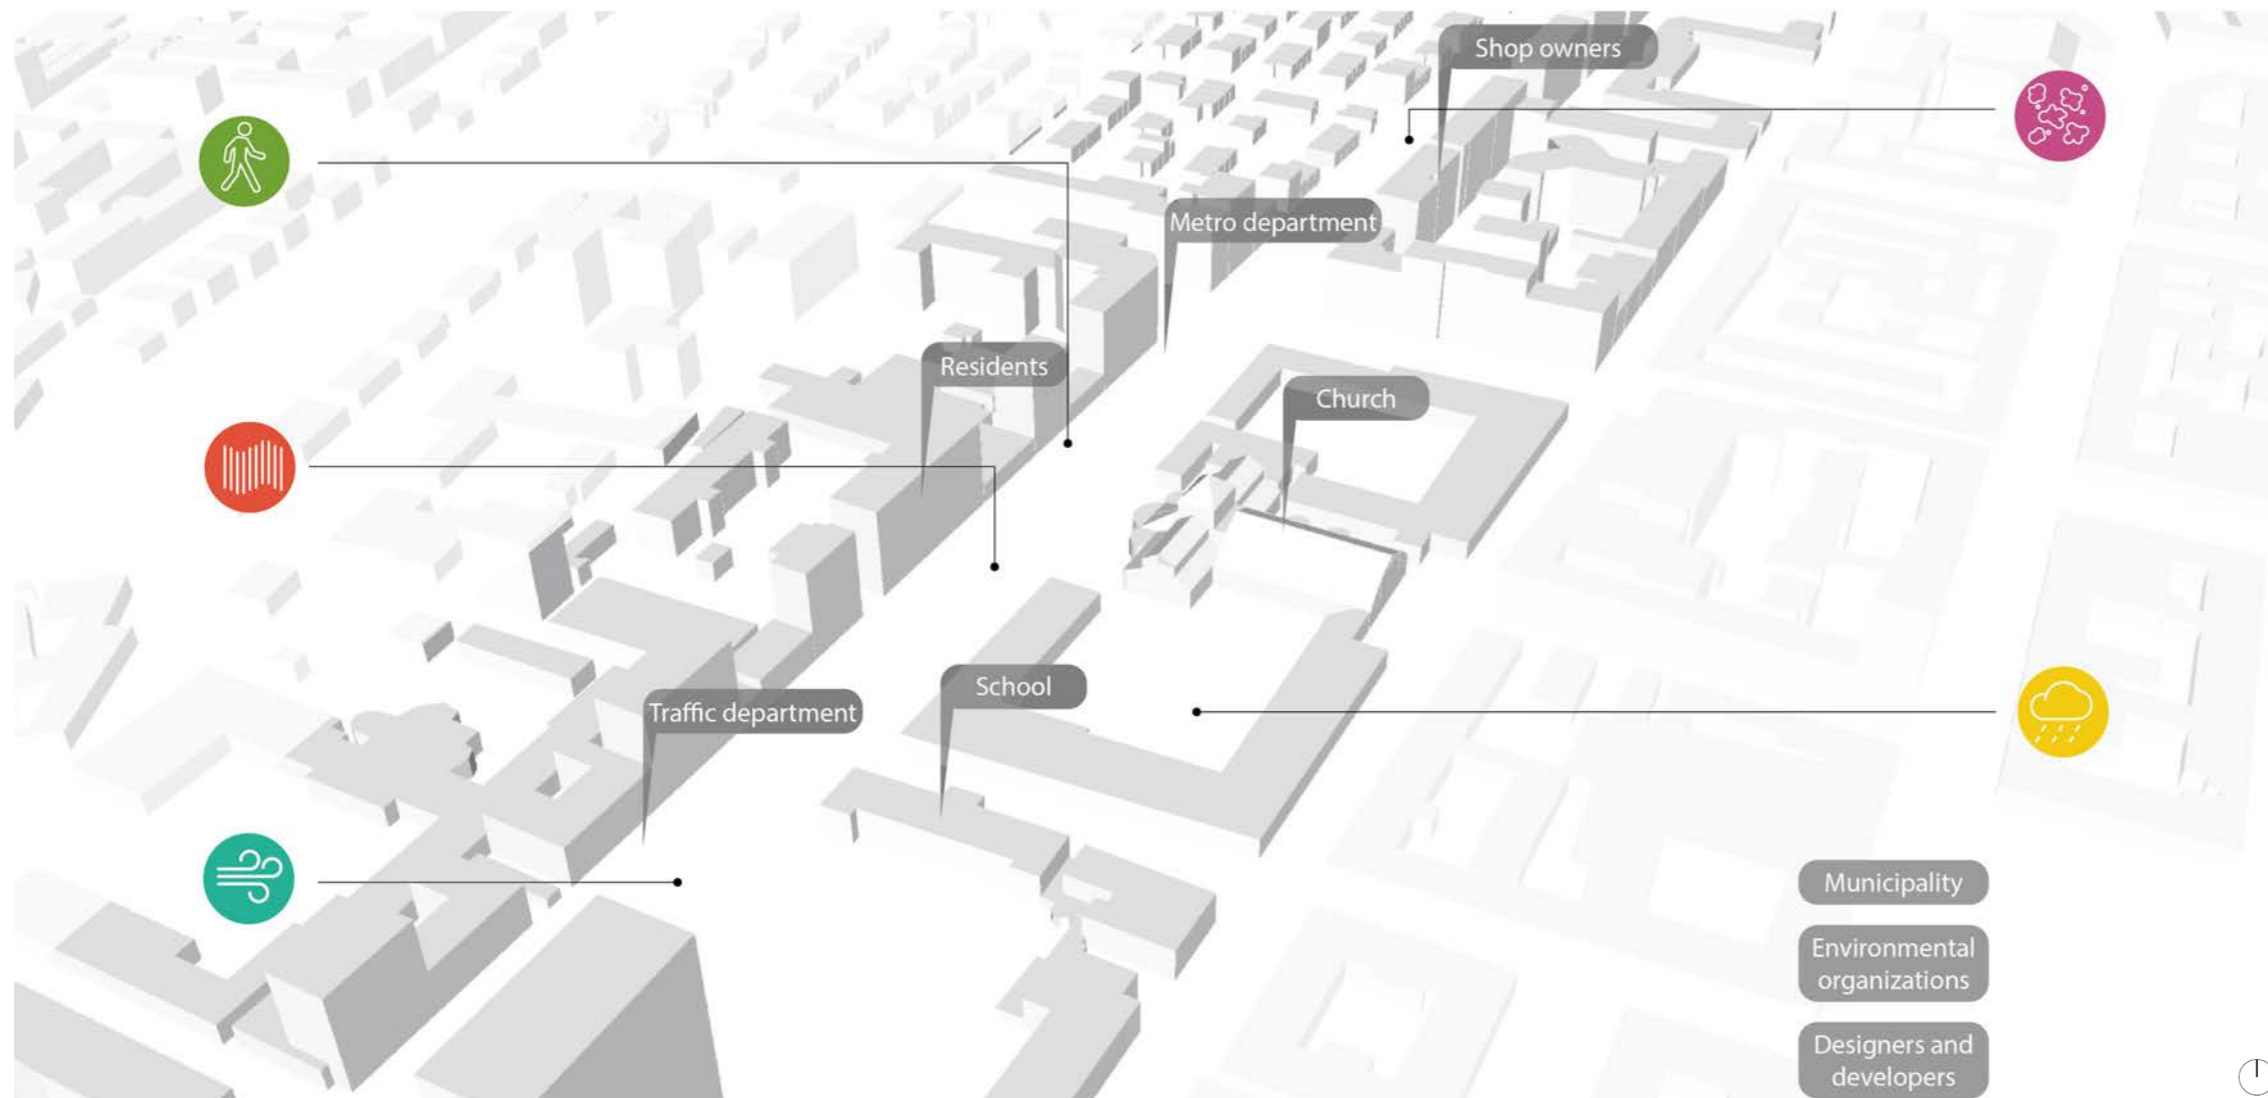 Shop owners
Metro department
Residents
Church
School
Traffic department
Municipality
Environmental
organizations
Designers and
developers